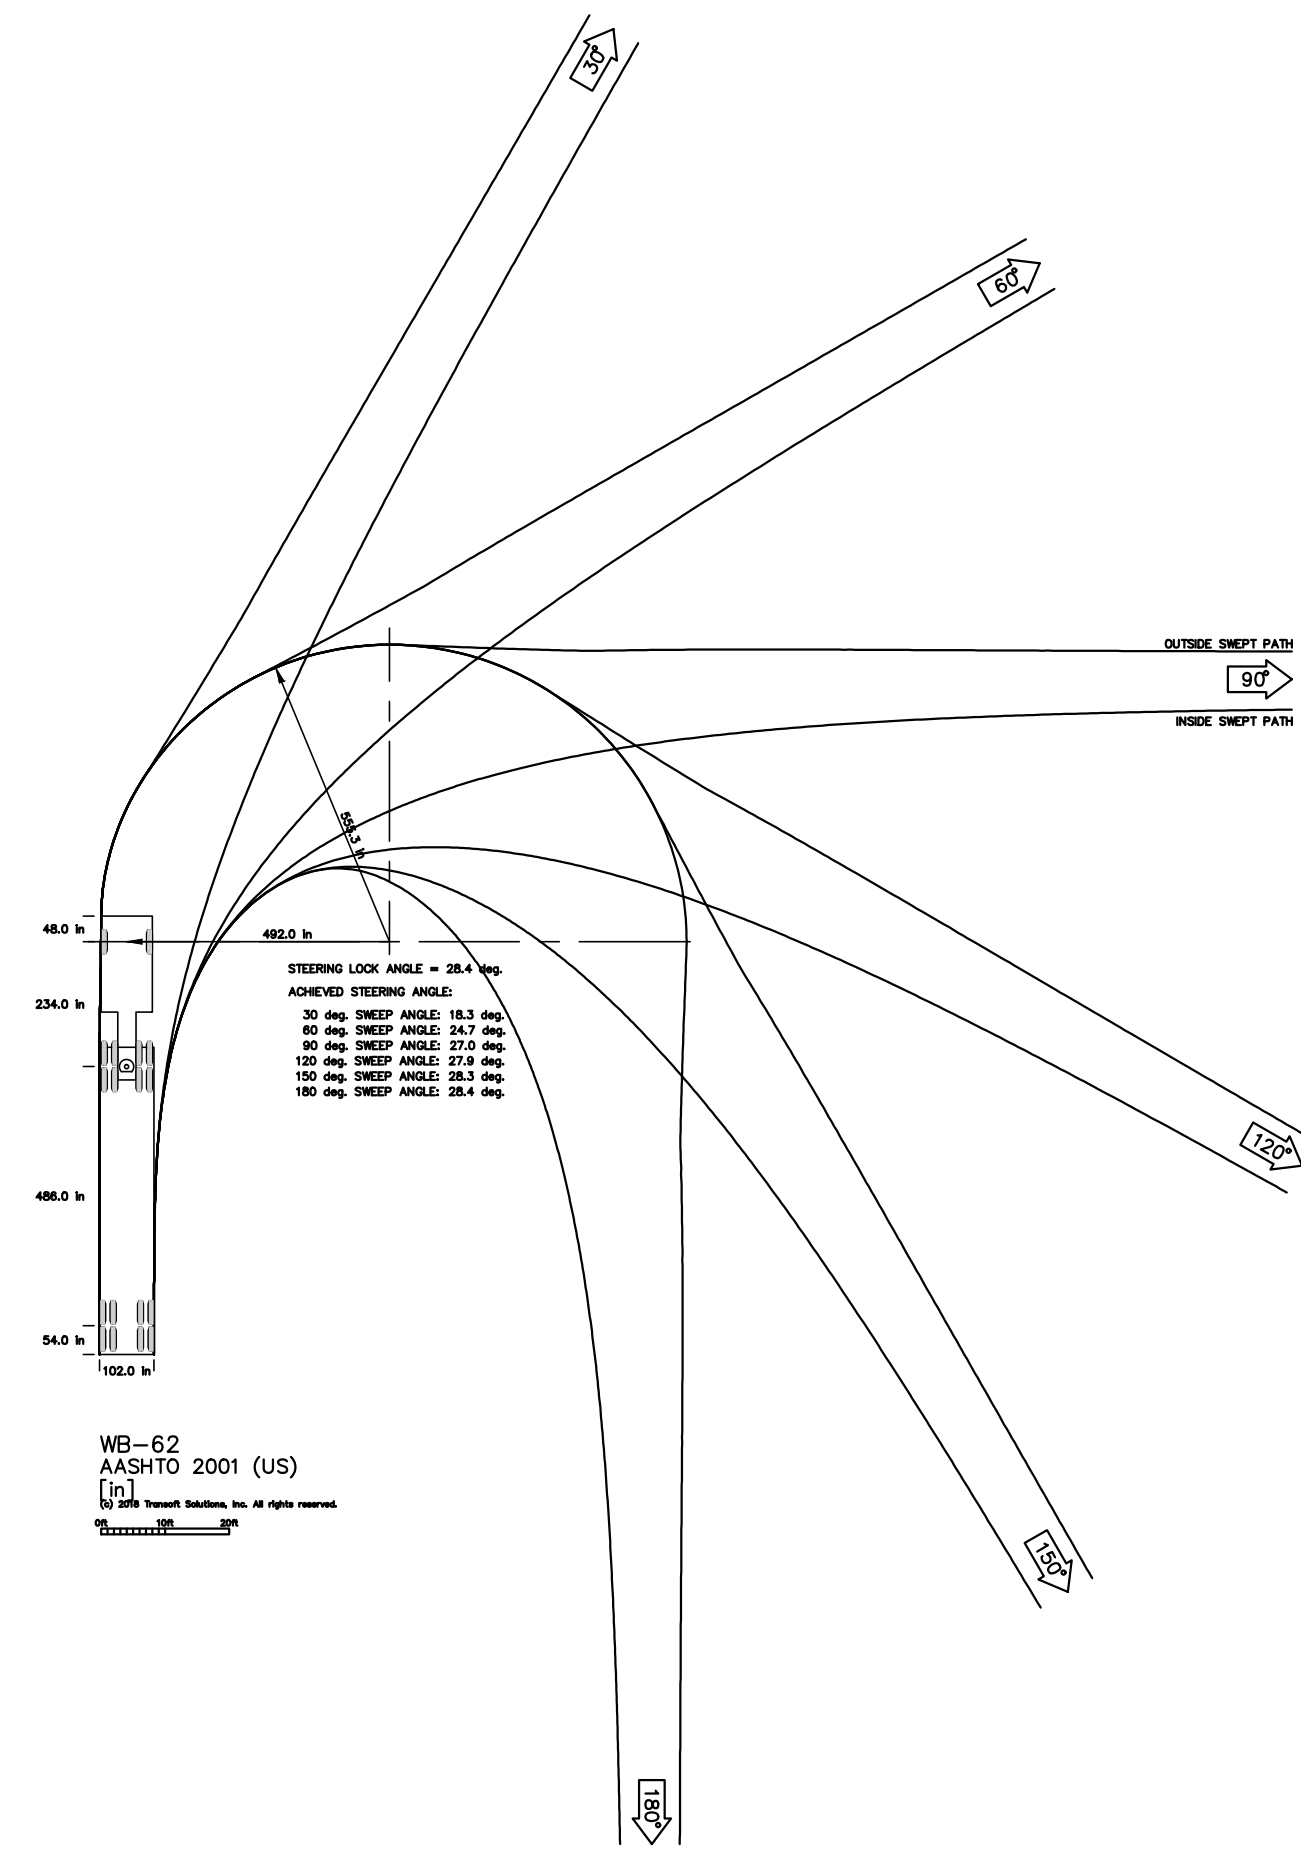 30°
60°
OUTSIDE SWEPT PATH
90°
INSIDE SWEPT PATH
555.3 in
48.0 in
492.0 in
STEERING LOCK ANGLE = 28.4 deg.
ACHIEVED STEERING ANGLE:
234.0 in
30 deg. SWEEP ANGLE: 18.3 deg.
60 deg. SWEEP ANGLE: 24.7 deg.
90 deg. SWEEP ANGLE: 27.0 deg.
120 deg. SWEEP ANGLE: 27.9 deg.
150 deg. SWEEP ANGLE: 28.3 deg.
180 deg. SWEEP ANGLE: 28.4 deg.
120°
486.0 in
54.0 in
102.0 in
WB-62
AASHTO 2001 (US)
[in]
(c) 2018 Transoft Solutions, Inc. All rights reserved.
0ft 10ft 20ft
150°
180°